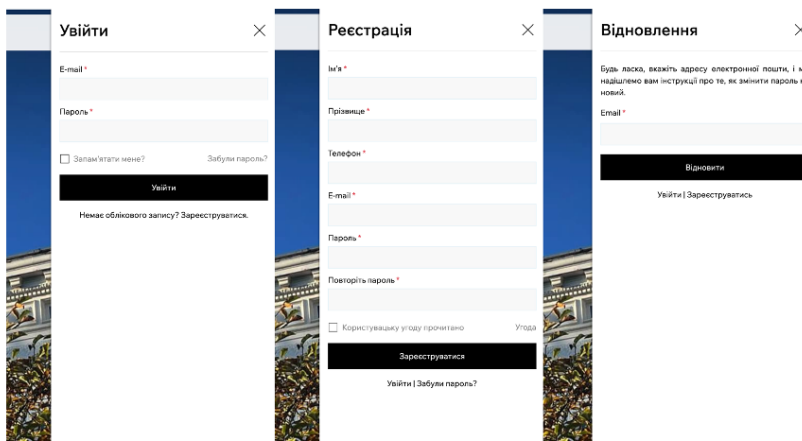 Увійти
E-mail *
Пароль *
Запам'ятати мене? Забули пароль?
Увійти
Немає облікового запису? Зареєструватися.
Реєстрація
Ім'я *
Прізвище *
Телефон *
E-mail *
Пароль *
Повторіть пароль *
Користувацьку угоду прочитано Угода
Зареєструватися
Увійти | Забули пароль?
Відновлення
Будь ласка, вкажіть адресу електронної пошти, і
надішлемо вам інструкції про те, як змінити пароль
новий.
Email *
Відновити
Увійти | Зареєструватись